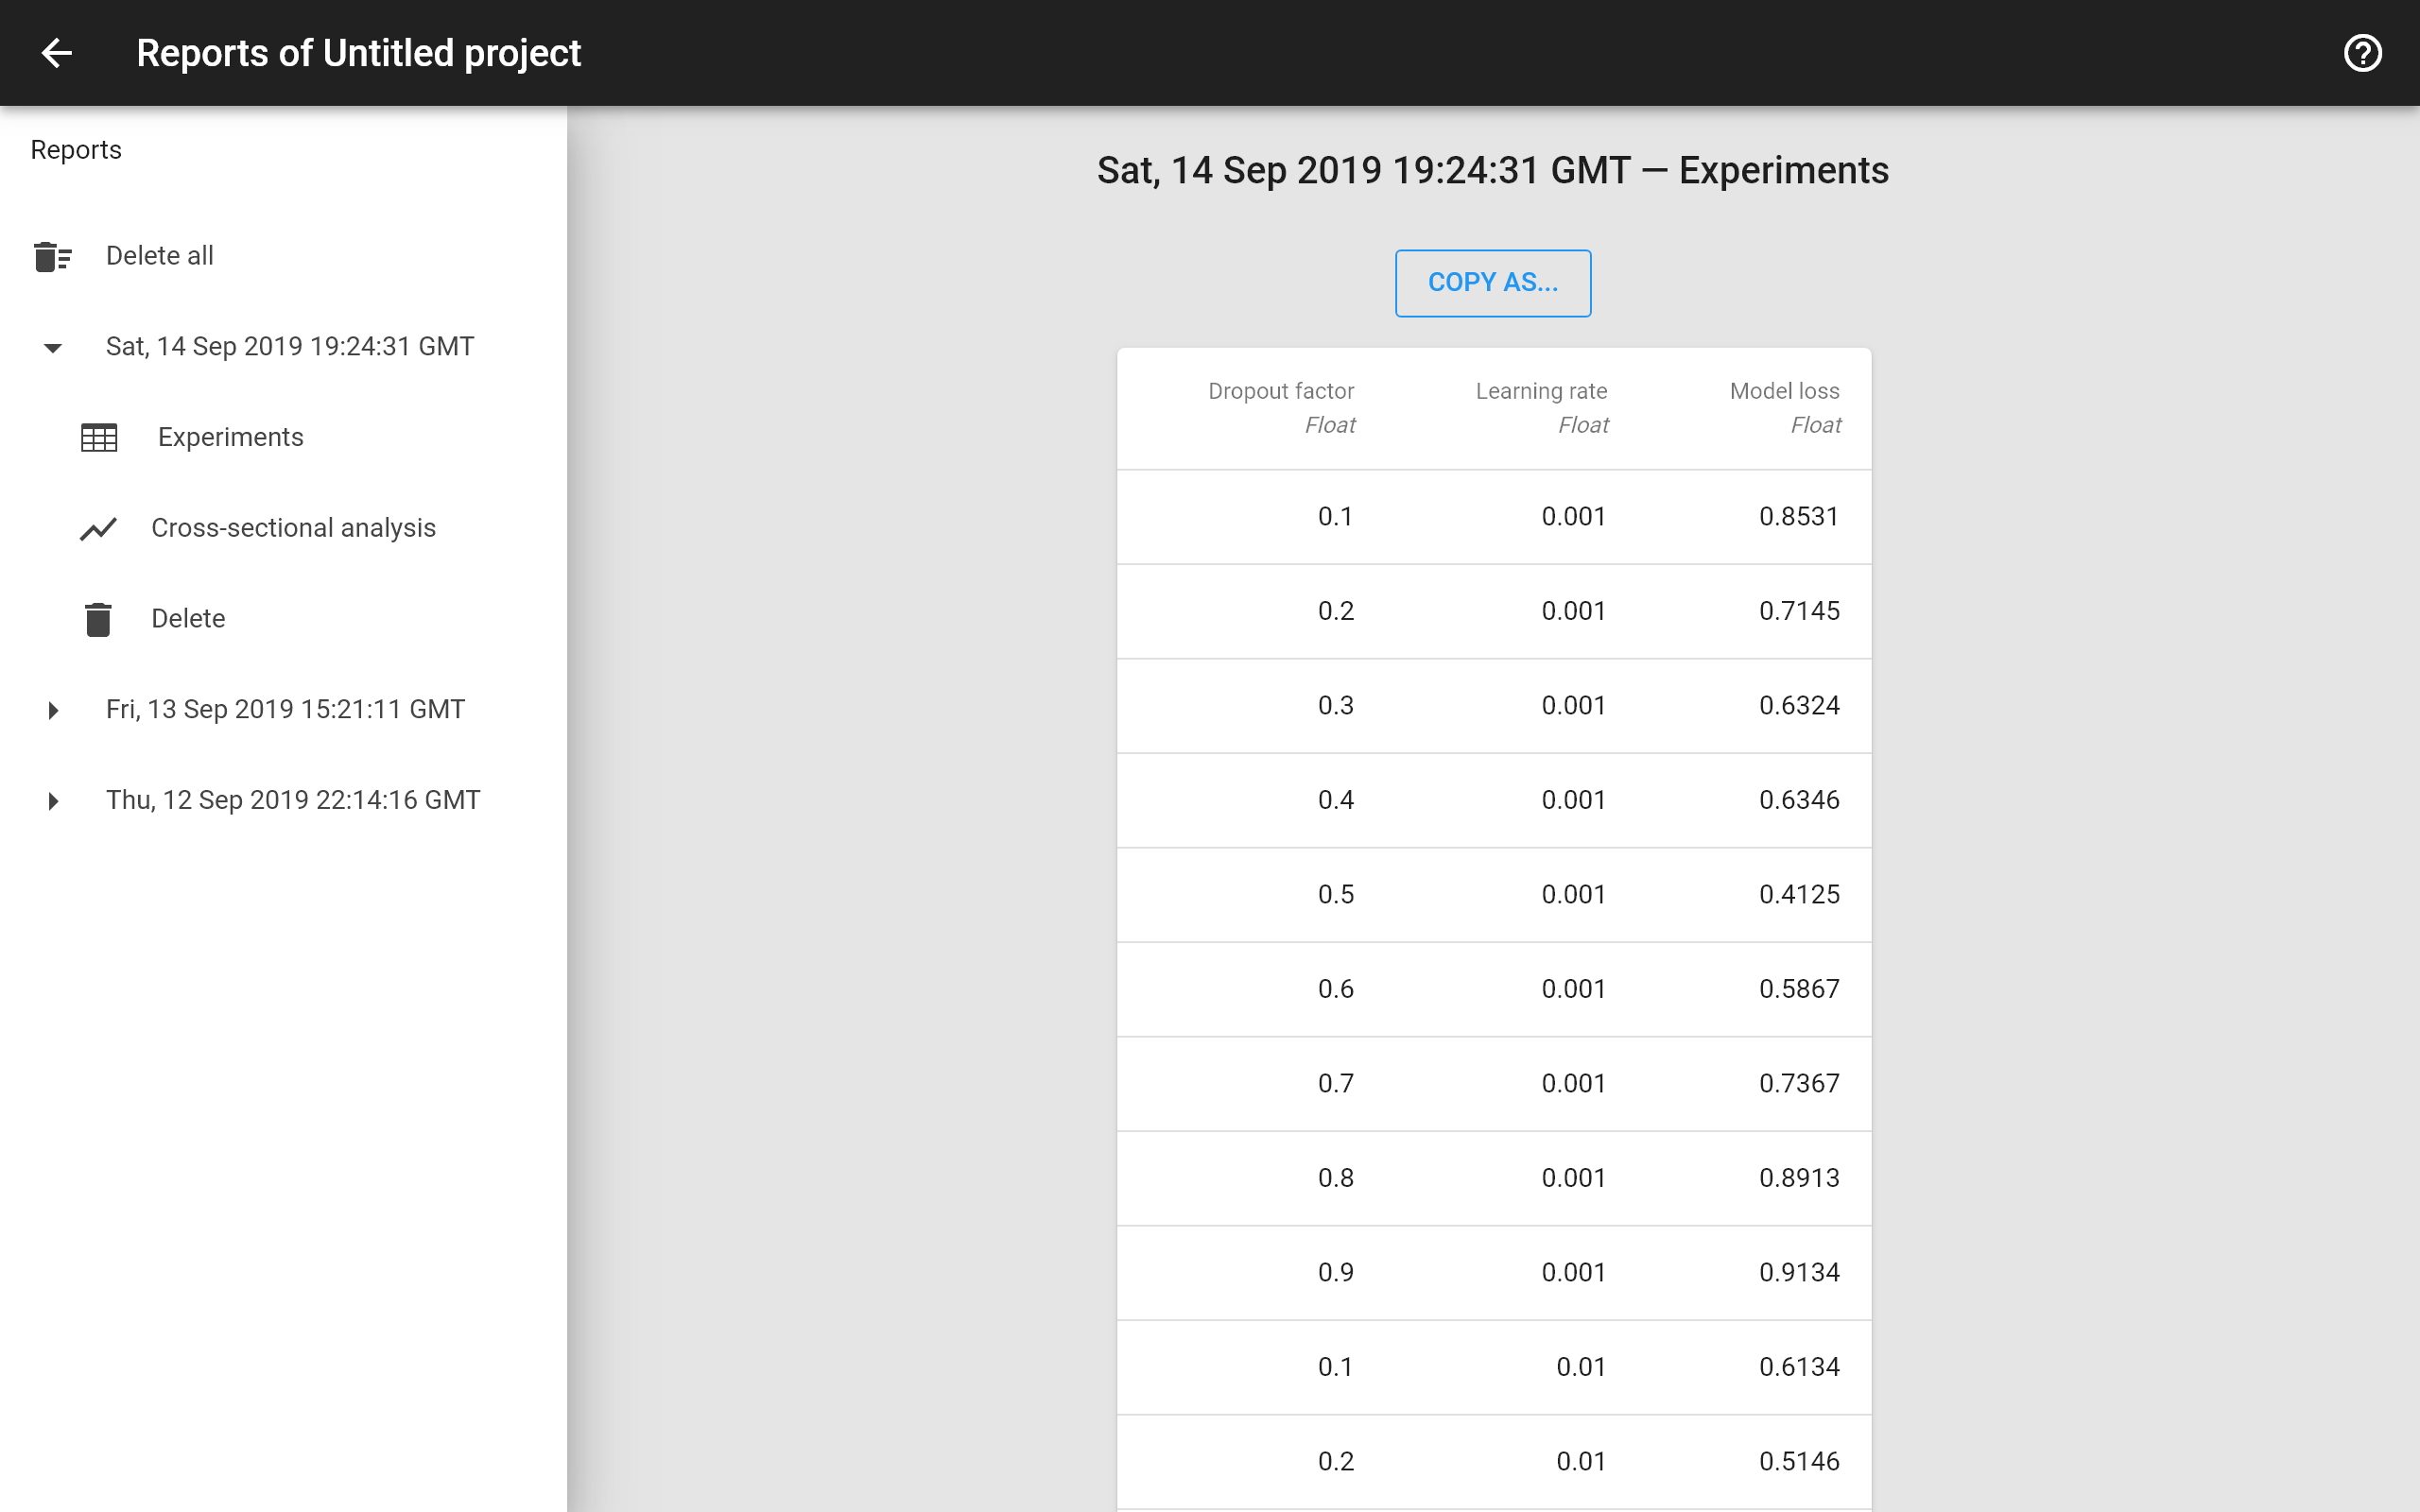 Reports of Untitled project
Reports
Delete all
Sat, 14 Sep 2019 19:24:31 GMT
Experiments
Cross-sectional analysis
Delete
Fri, 13 Sep 2019 15:21:11 GMT
Thu, 12 Sep 2019 22:14:16 GMT
Sat, 14 Sep 2019 19:24:31 GMT — Experiments
COPY AS...
Dropout factor Learning rate Model loss
Float Float Float
0.1 0.001 0.8531
0.2 0.001 0.7145
0.3 0.001 0.6324
0.4 0.001 0.6346
0.5 0.001 0.4125
0.6 0.001 0.5867
0.7 0.001 0.7367
0.8 0.001 0.8913
0.9 0.001 0.9134
0.1 0.01 0.6134
0.2 0.01 0.5146